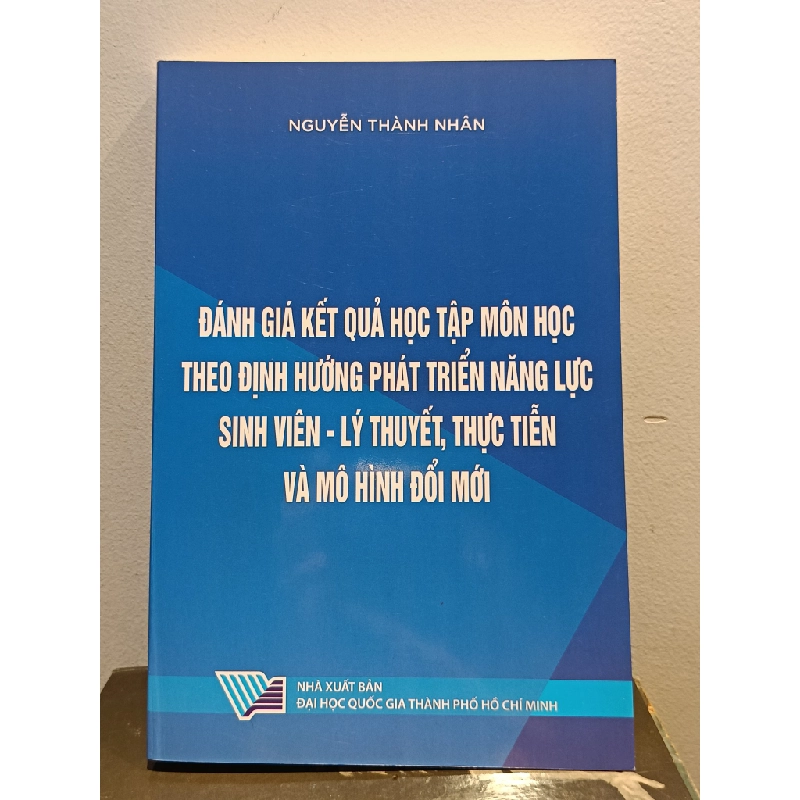 NGUYỄN THÀNH NHÂN
ĐÁNH GIÁ KẾT QUẢ HỌC TẬP MÔN HỌC
THEO ĐỊNH HƯỚNG PHÁT TRIỂN NĂNG LỰC
SINH VIÊN - LÝ THUYẾT, THỰC TIỄN
VÀ MÔ HÌNH ĐỔI MỚI
NHÀ XUẤT BẢN
ĐẠI HỌC QUỐC GIA THÀNH PHỐ HỒ CHÍ MINH